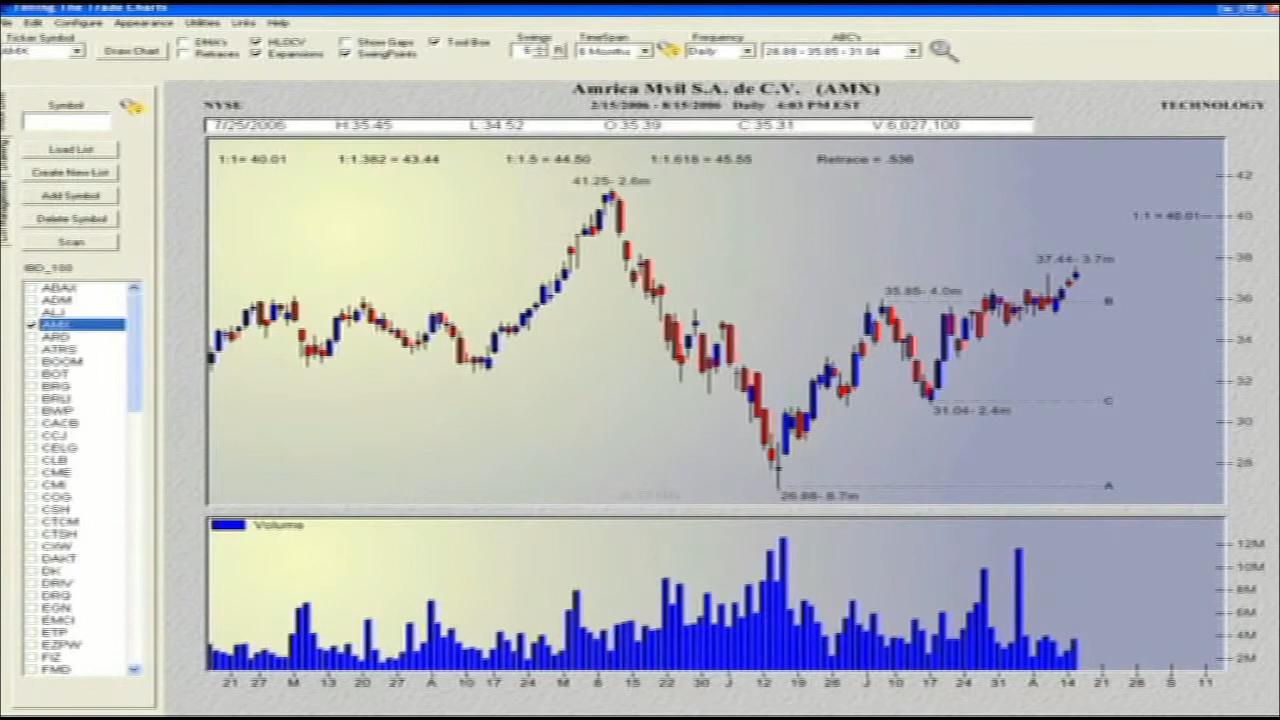 Timing The Trade Charts
Edit Configure Appearance Utilities Links Help
Ticker Symbol
AMX
Draw Chart
DMA's
Retraces
HLOCV
Expansions
Show Gaps
SwingPoints
Tool Box
Swings
5
R
TimeSpan
6 Months
Frequency
Daily
ABC's
26.88 - 35.85 - 31.04
Amrica Mvil S.A. de C.V. (AMX)
NYSE
2/15/2006 - 8/15/2006 Daily 4:03 PM EST
TECHNOLOGY
7/25/2006 H:35.45 L:34.52 O:35.39 C:35.31 V:6,027,100
1:1= 40.01 1:1.382 = 43.44 1:1.5 = 44.50 1:1.618 = 45.55 Retrace = .536
Symbol
Load List
Create New List
Add Symbol
Delete Symbol
Scan
IBD_100
ABAX
ADM
ALJ
AMX
ARD
ATRS
BOOM
BOT
BRG
BRLI
BWP
CACB
CCJ
CELG
CLB
CME
CMI
COG
CSH
CTCM
CTSH
CXW
DAKT
DK
DRIV
DRQ
EGN
EMCI
ETP
EZPW
FIZ
FMD
41.25- 2.6m
35.85- 4.0m
37.44- 3.7m
31.04- 2.4m
26.88- 6.7m
1:1 = 40.01
B
C
A
42
40
38
36
34
32
30
28
Volume
12M
10M
8M
6M
4M
2M
21 27 M 13 20 27 A 10 17 24 M 8 15 22 30 J 12 19 26 J 10 17 24 31 A 14 21 28 S 11